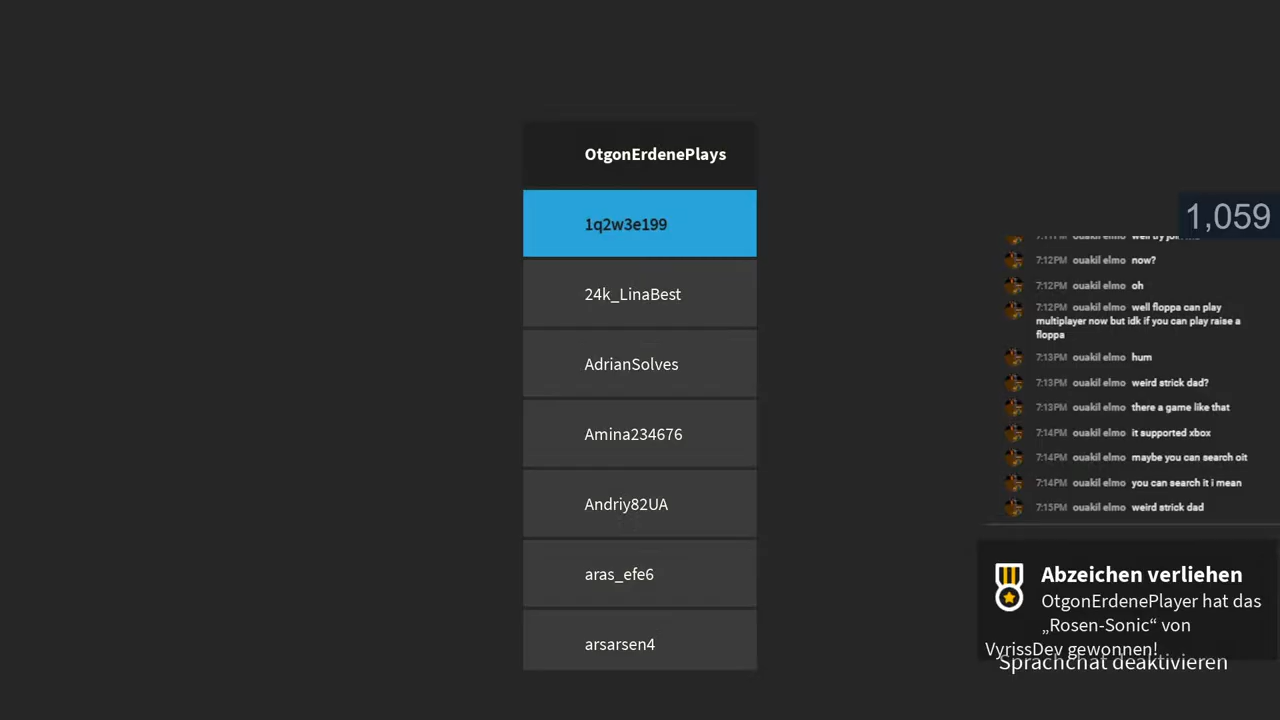 OtgonErdenePlays
1q2w3e199
24k_LinaBest
AdrianSolves
Amina234676
Andriy82UA
aras_efe6
arsarsen4
1,059
7:12PM ouakil elmo now?
7:12PM ouakil elmo oh
7:12PM ouakil elmo well floppa can play
multiplayer now but idk if you can play raise a
floppa
7:13PM ouakil elmo hum
7:13PM ouakil elmo weird strick dad?
7:13PM ouakil elmo there a game like that
7:14PM ouakil elmo it supported xbox
7:14PM ouakil elmo maybe you can search oit
7:14PM ouakil elmo you can search it i mean
7:15PM ouakil elmo weird strick dad
Abzeichen verliehen
OtgonErdenePlayer hat das
„Rosen-Sonic“ von
VyrissDev gewonnen!
Sprachchat deaktivieren